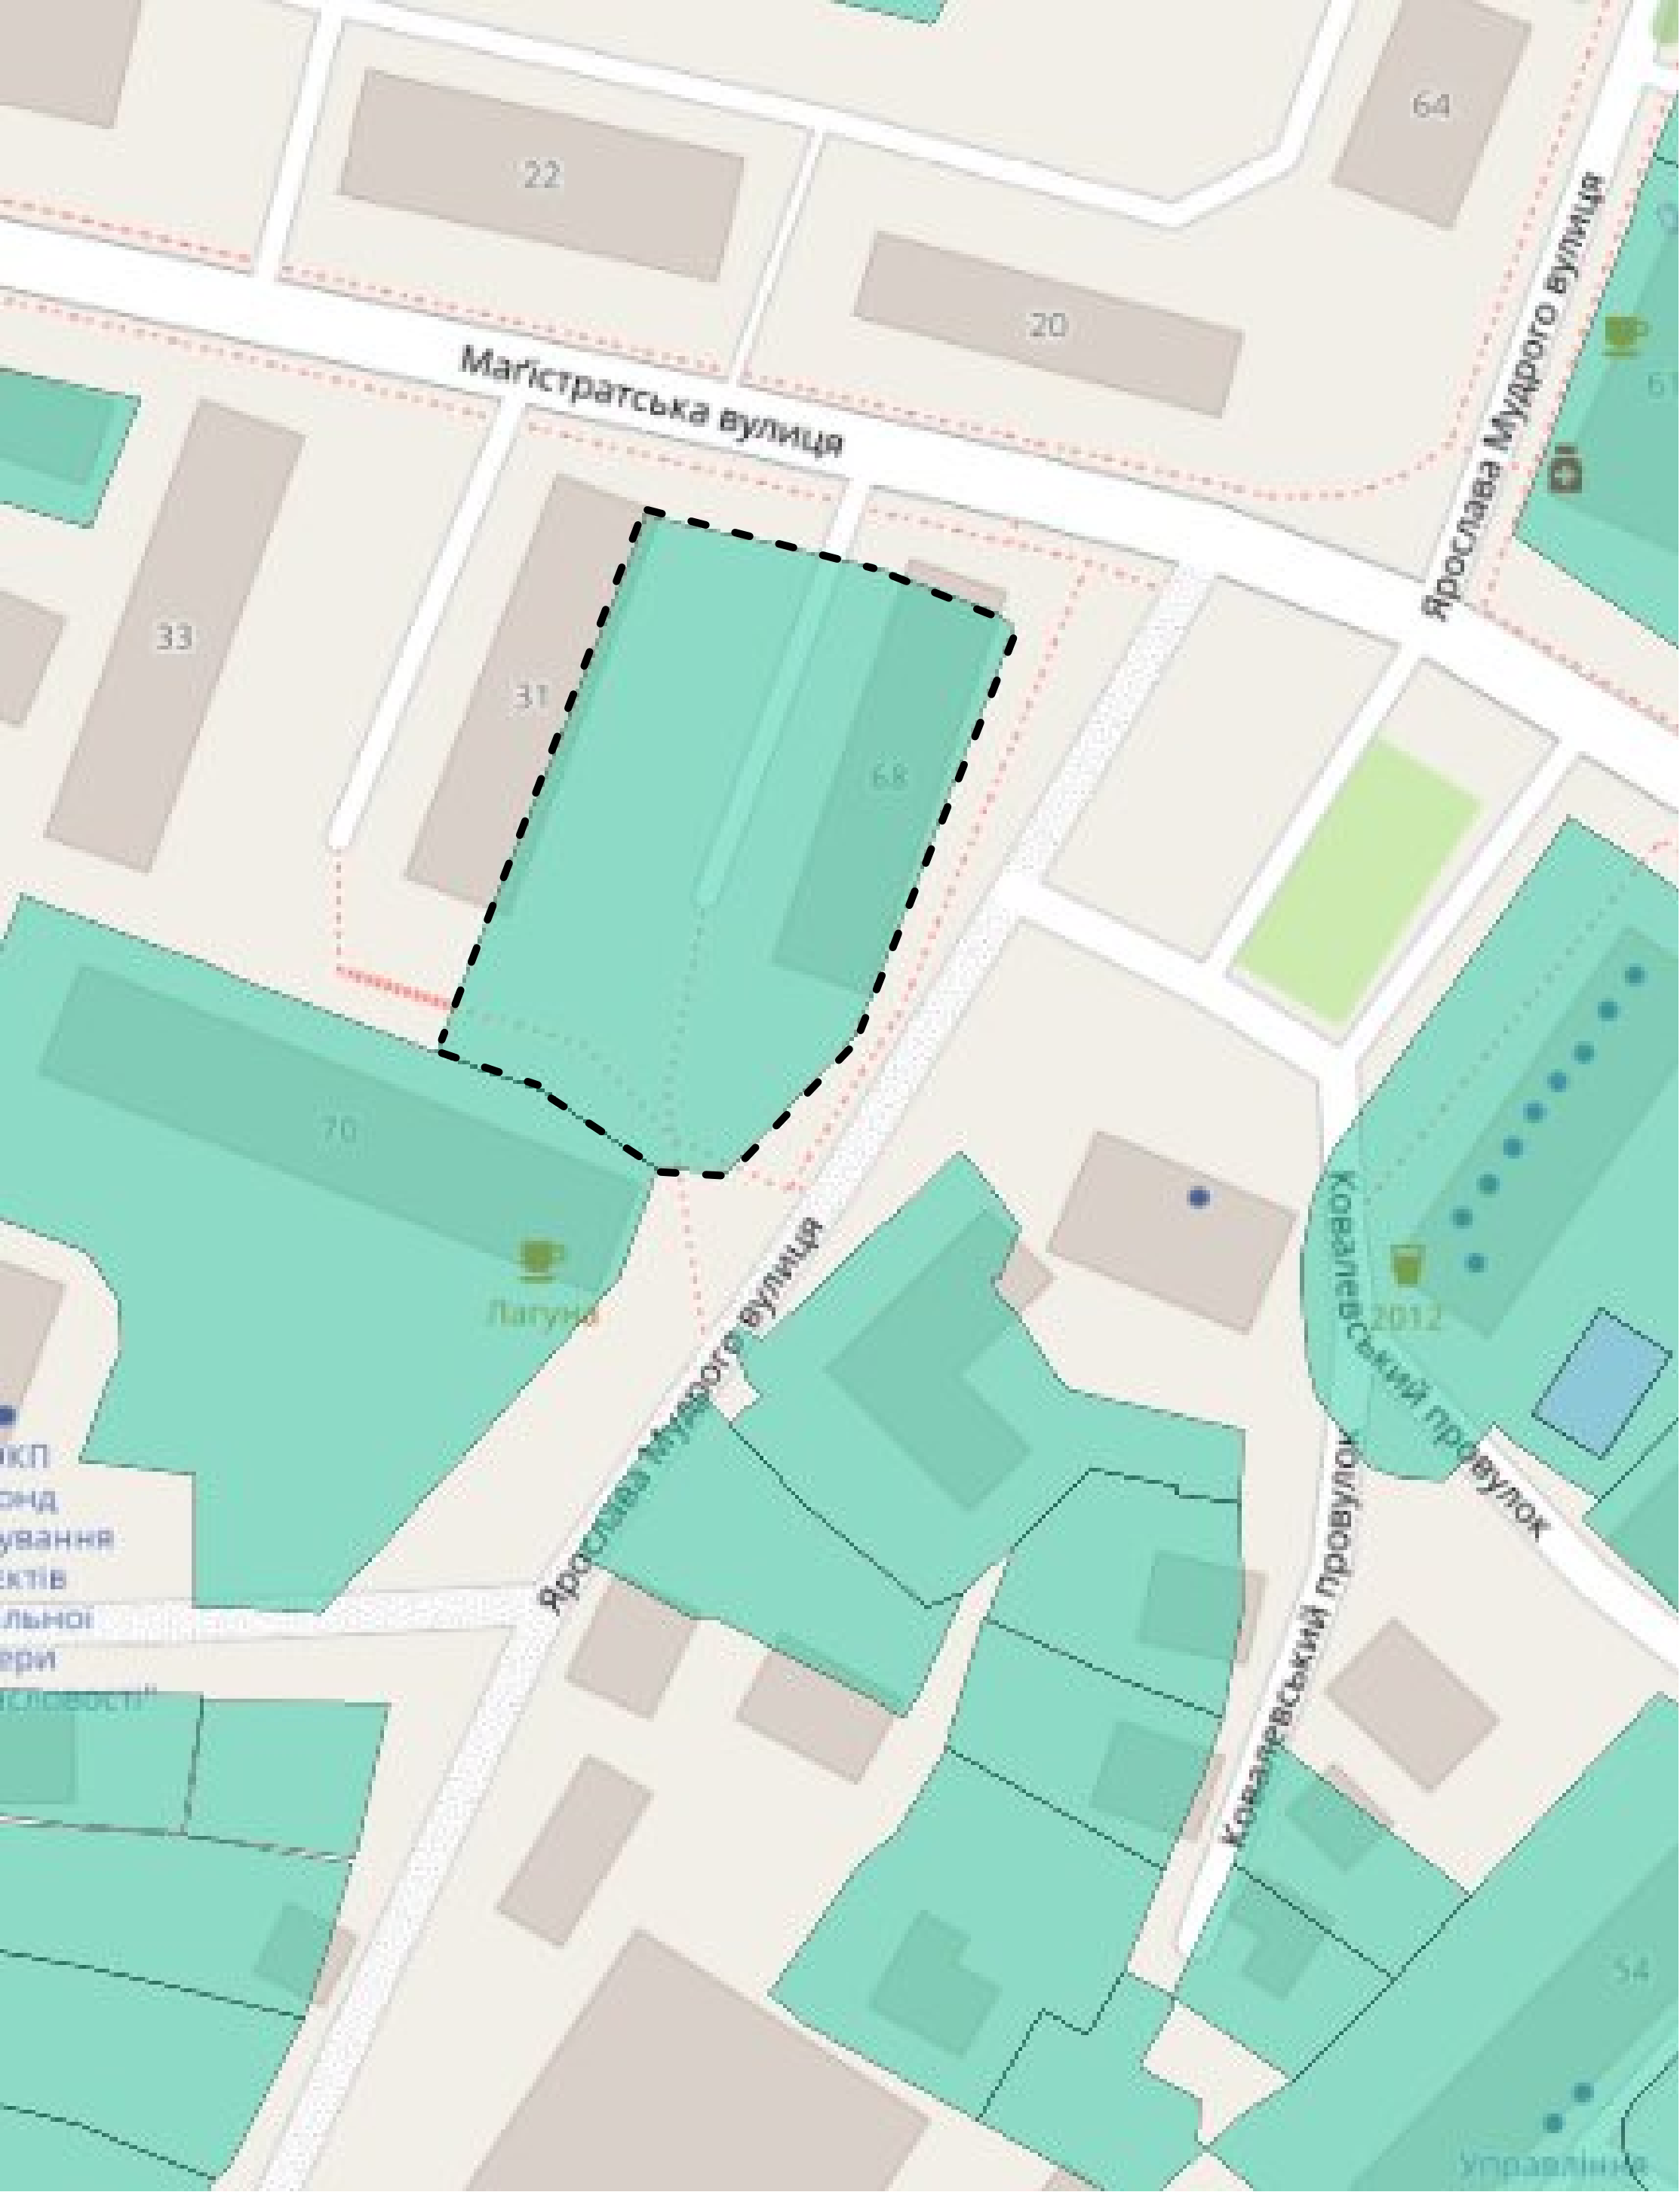 64
22
Ярослава Мудрого вулиця
20
Маґістратська вулиця
33
31
68
70
Ковалевський провулок
2012
Лагуна
Ярослава Мудрого вулиця
Ковалевський провулок
54
Управління